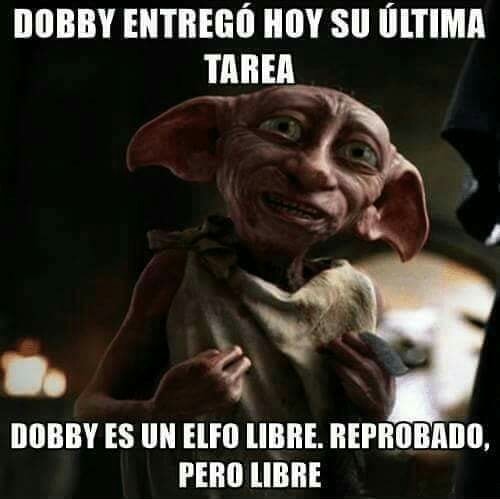 DOBBY ENTREGÓ HOY SU ÚLTIMA
TAREA
DOBBY ES UN ELFO LIBRE. REPROBADO,
PERO LIBRE